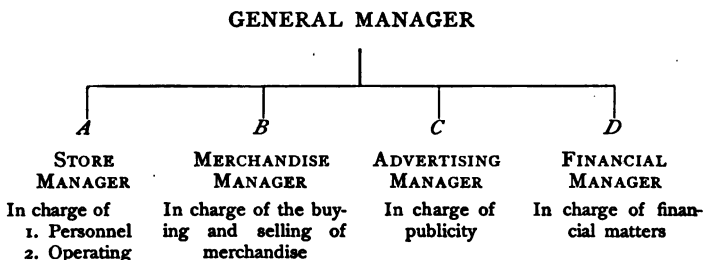 GENERAL MANAGER
A
STORE
MANAGER
In charge of
1. Personnel
2. Operating
B
MERCHANDISE
MANAGER
In charge of the buy-
ing and selling of
merchandise
C
ADVERTISING
MANAGER
In charge of
publicity
D
FINANCIAL
MANAGER
In charge of finan-
cial matters